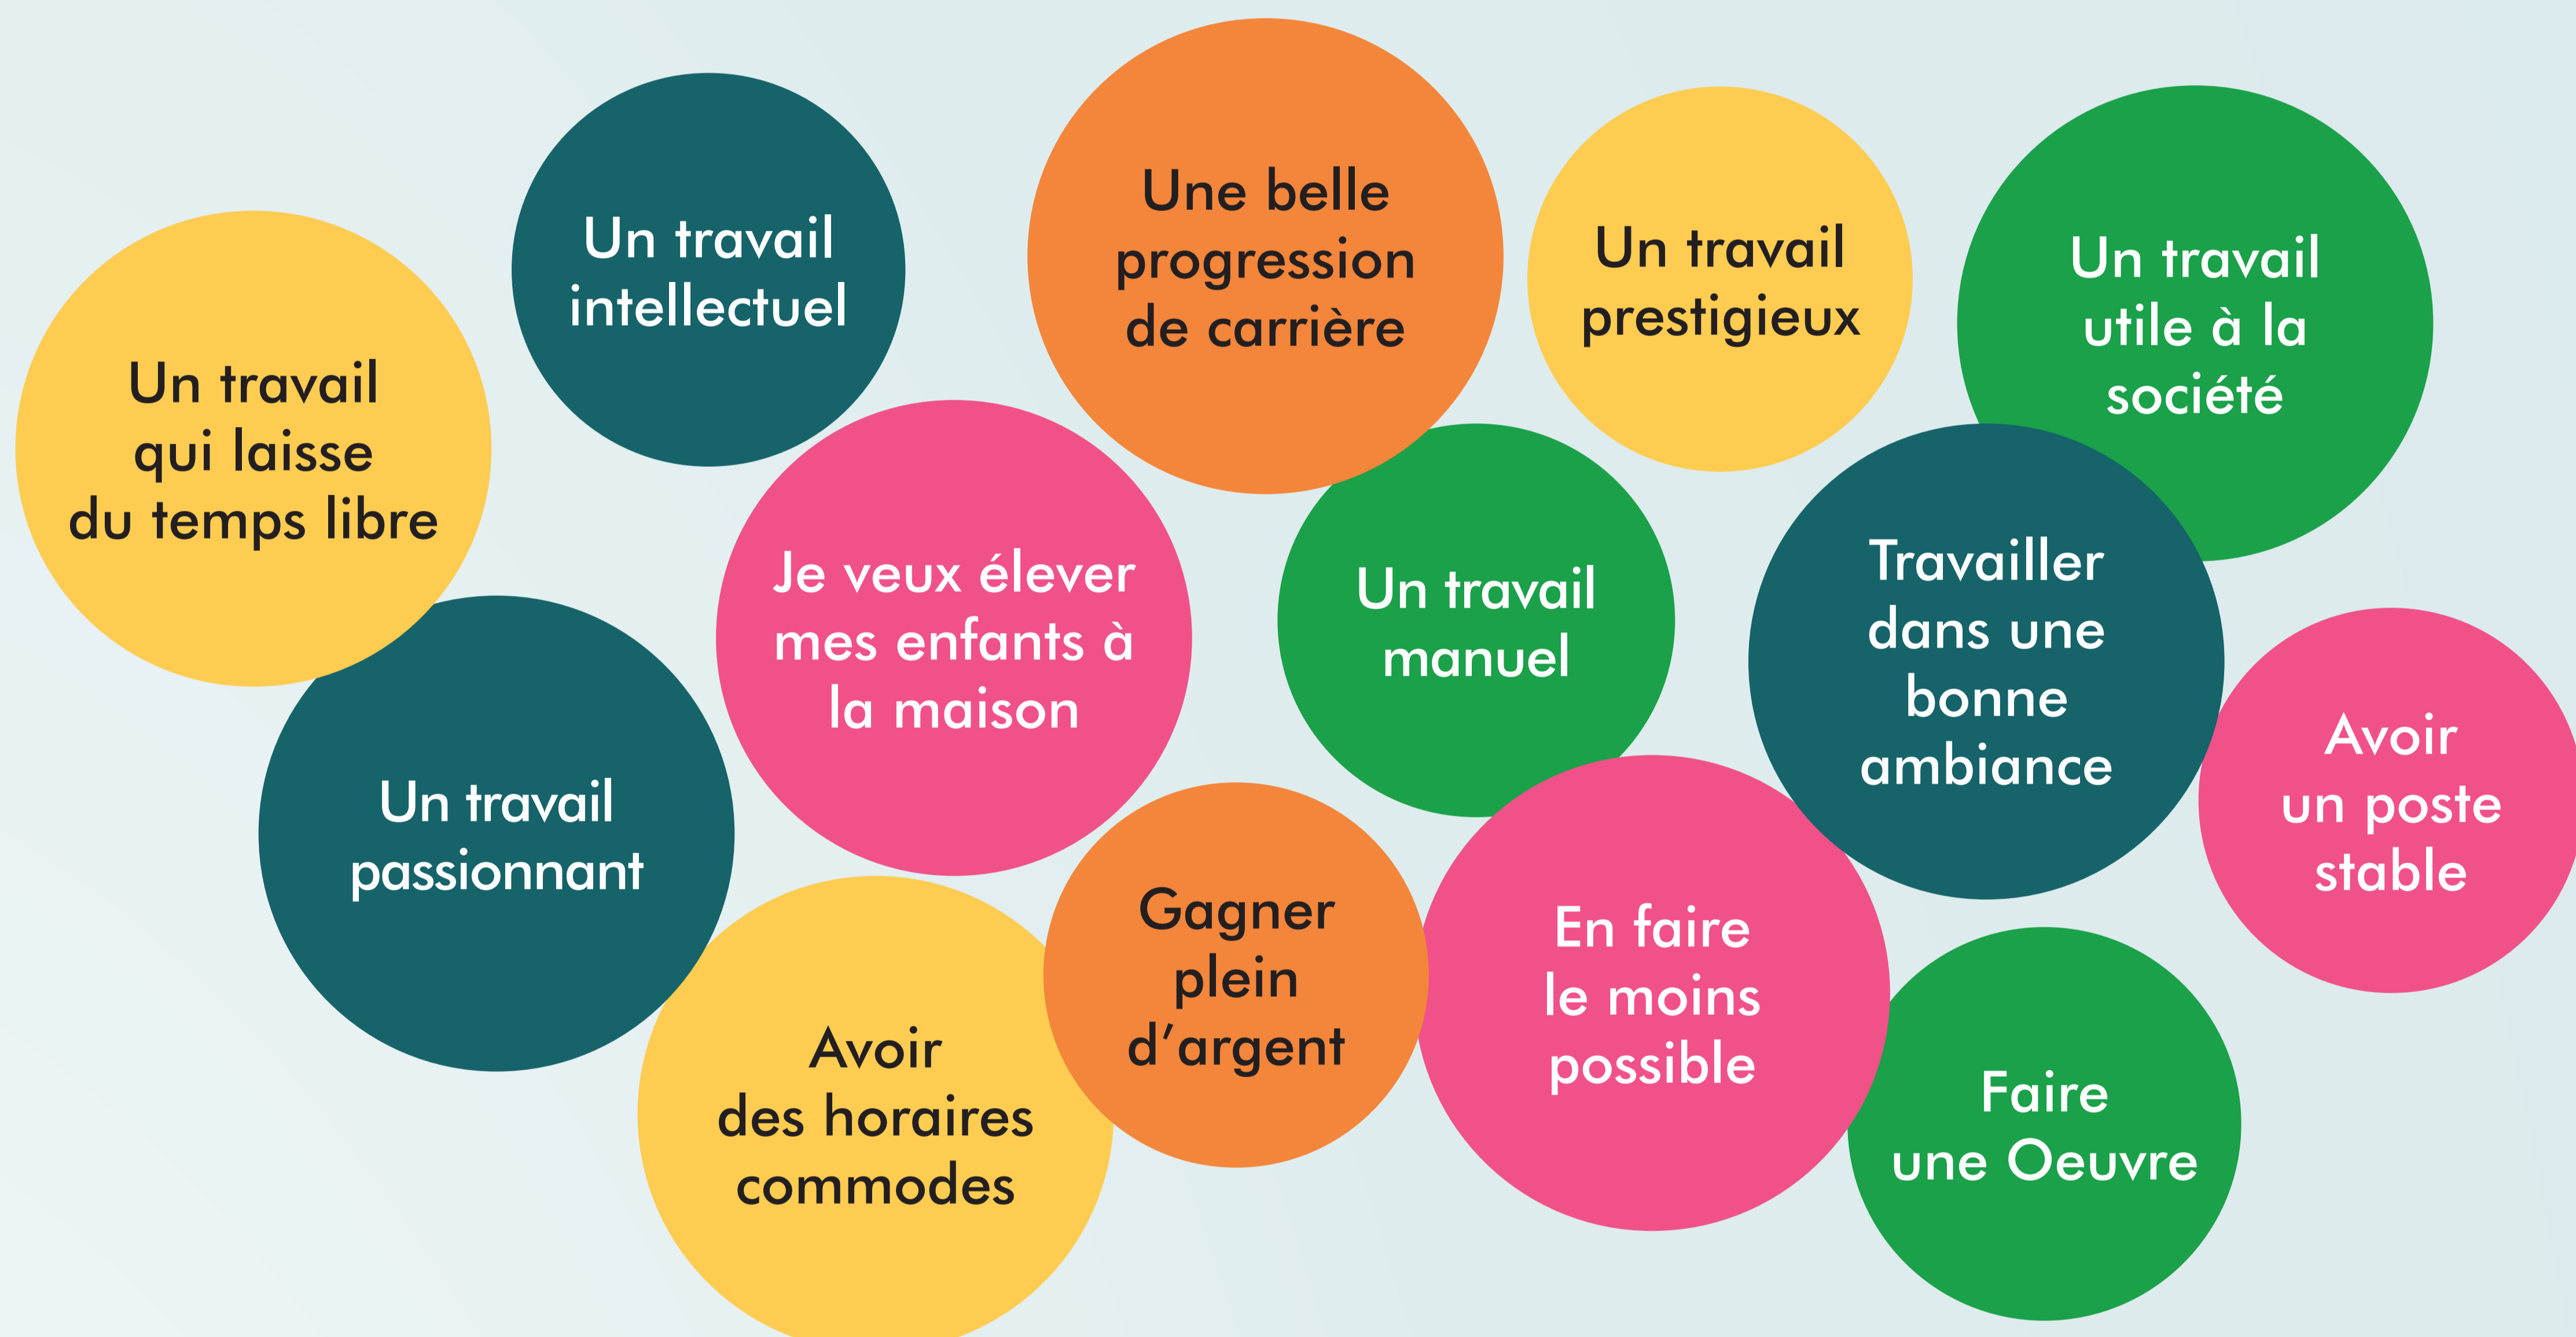 Un travail
intellectuel
Une belle
progression
de carrière
Un travail
prestigieux
Un travail
utile à la
société
Un travail
qui laisse
du temps libre
Je veux élever
mes enfants à
la maison
Un travail
manuel
Travailler
dans une
bonne
ambiance
Avoir
un poste
stable
Un travail
passionnant
Avoir
des horaires
commodes
Gagner
plein
d’argent
En faire
le moins
possible
Faire
une Oeuvre